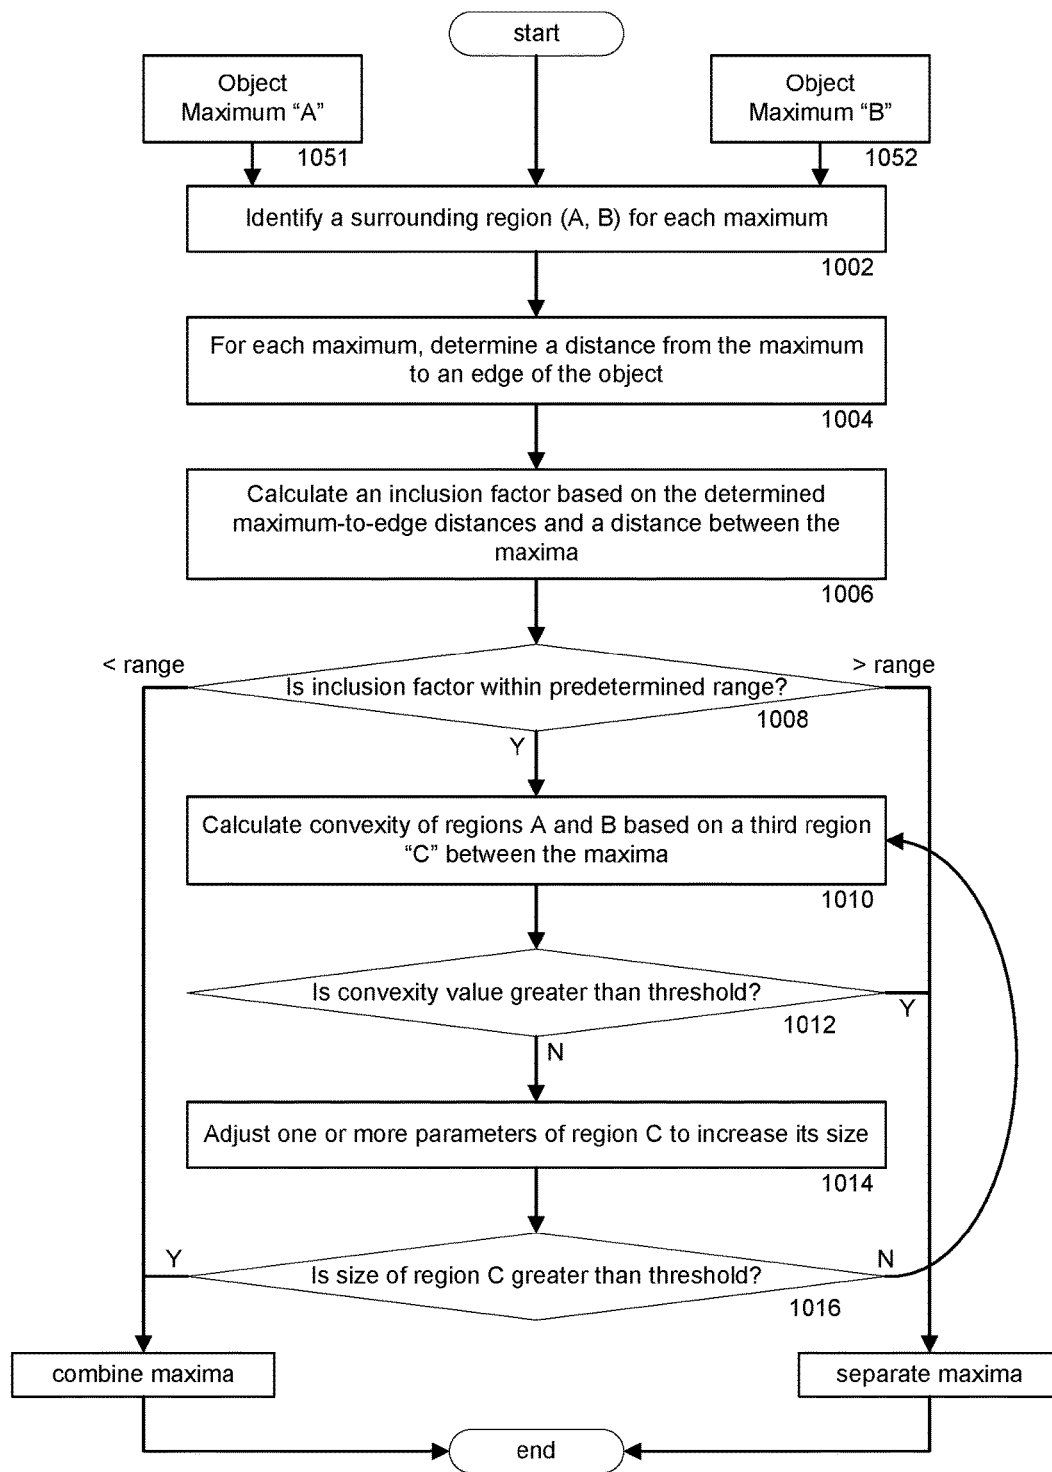 start
Object
Maximum “A”
1051
Object
Maximum “B”
1052
Identify a surrounding region (A, B) for each maximum
1002
For each maximum, determine a distance from the maximum
to an edge of the object
1004
Calculate an inclusion factor based on the determined
maximum-to-edge distances and a distance between the
maxima
1006
< range
> range
Is inclusion factor within predetermined range?
1008
Y
Calculate convexity of regions A and B based on a third region
“C” between the maxima
1010
Is convexity value greater than threshold?
1012
Y
N
Adjust one or more parameters of region C to increase its size
1014
Y
N
Is size of region C greater than threshold?
1016
combine maxima
separate maxima
end